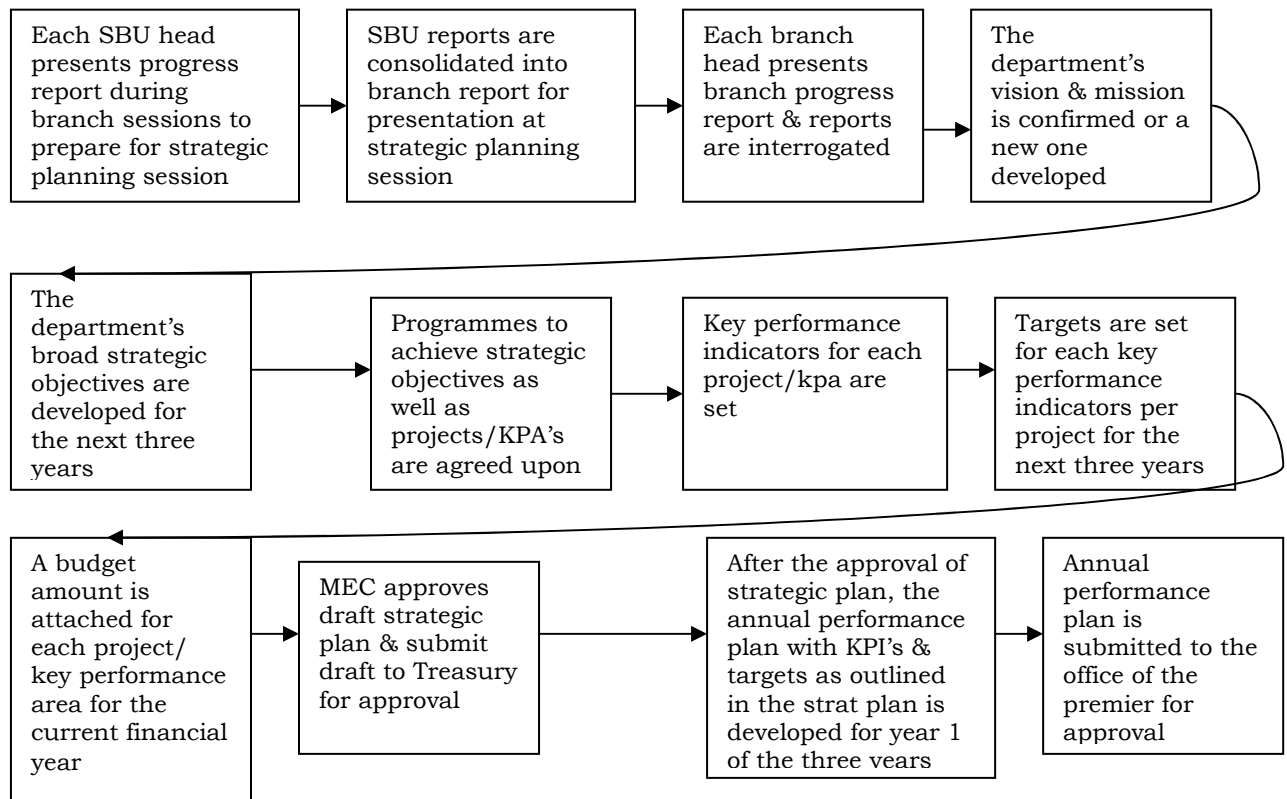 Each SBU head
presents progress
report during
branch sessions to
prepare for strategic
planning session
SBU reports are
consolidated into
branch report for
presentation at
strategic planning
session
Each branch
head presents
branch progress
report & reports
are interrogated
The
department's
vision & mission
is confirmed or a
new one
developed
The
department's
broad strategic
objectives are
developed for
the next three
years
Programmes to
achieve strategic
objectives as
well as
projects/KPA's
are agreed upon
Key performance
indicators for each
project/kpa are
set
Targets are set
for each key
performance
indicators per
project for the
next three years
A budget
amount is
attached for
each project/
key performance
area for the
current financial
year
MEC approves
draft strategic
plan & submit
draft to Treasury
for approval
After the approval of
strategic plan, the
annual performance
plan with KPI's &
targets as outlined
in the strat plan is
developed for year 1
of the three years
Annual
performance
plan is
submitted to the
office of the
premier for
approval